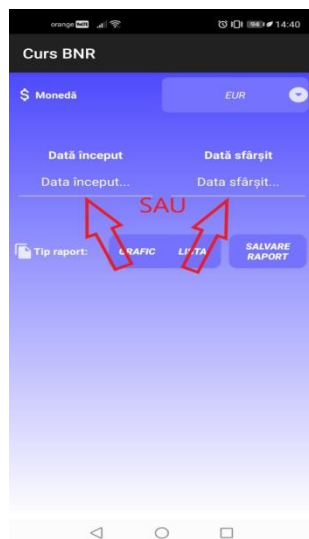 orange 14:40
Curs BNR
$ Monedă EUR
Dată început Dată sfârșit
Data început... Data sfârșit...
SAU
Tip raport: GRAFIC LISTA SALVARE
RAPORT